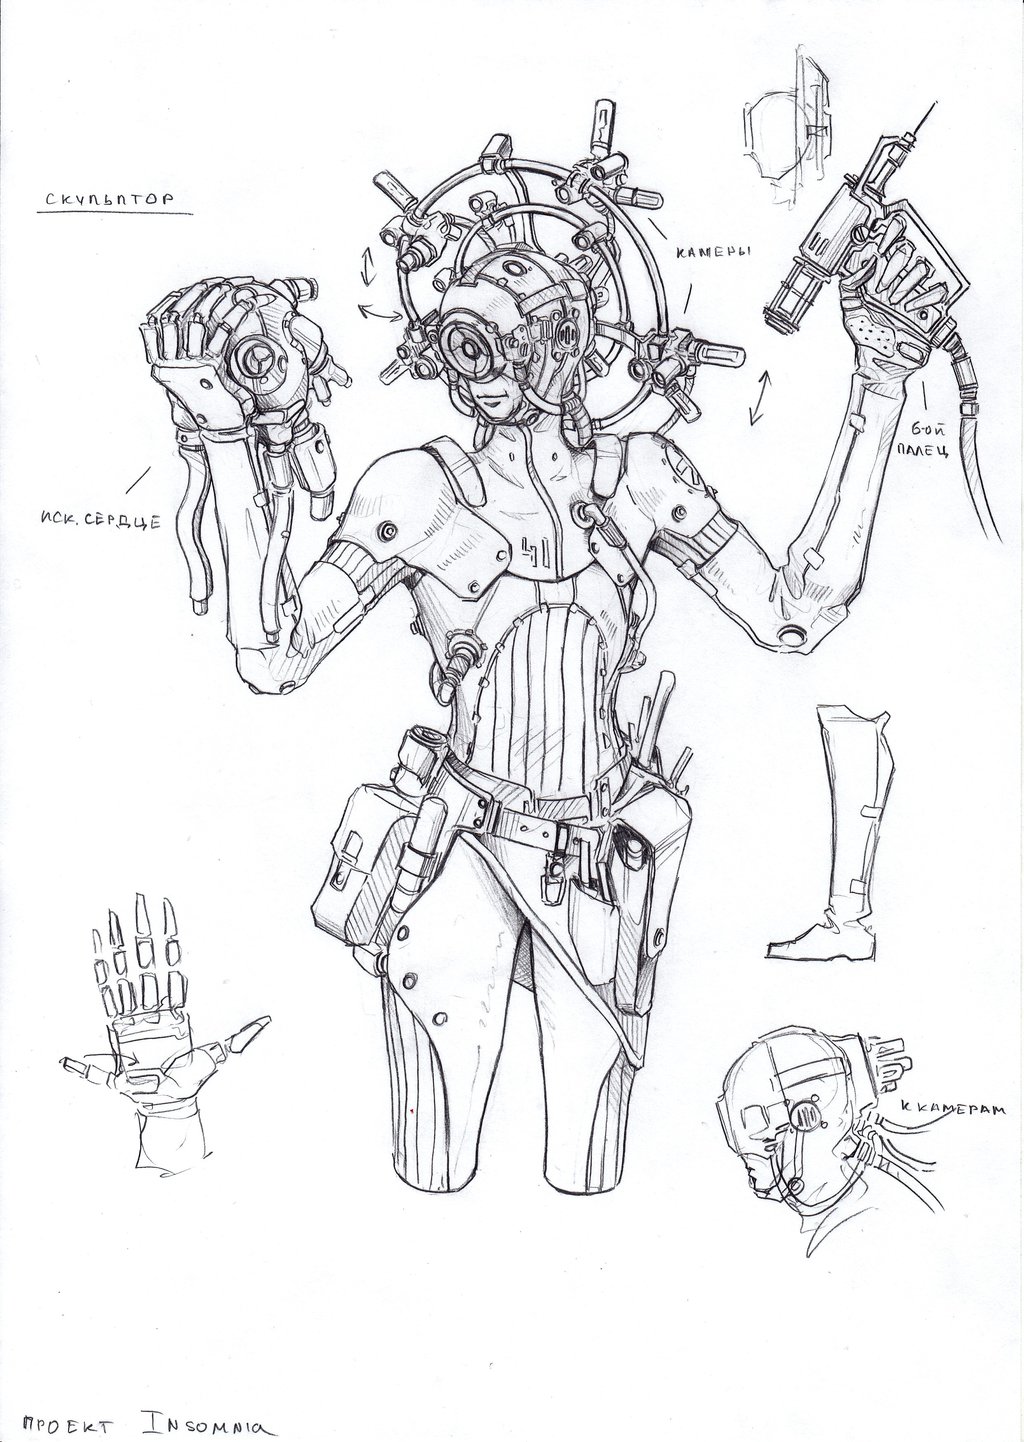 СКУЛЬПТОР
КАМЕРЫ
6-ОЙ
ПАЛЕЦ
ИСК. СЕРДЦЕ
К КАМЕРАМ
ПРОЕКТ INSOMNIA